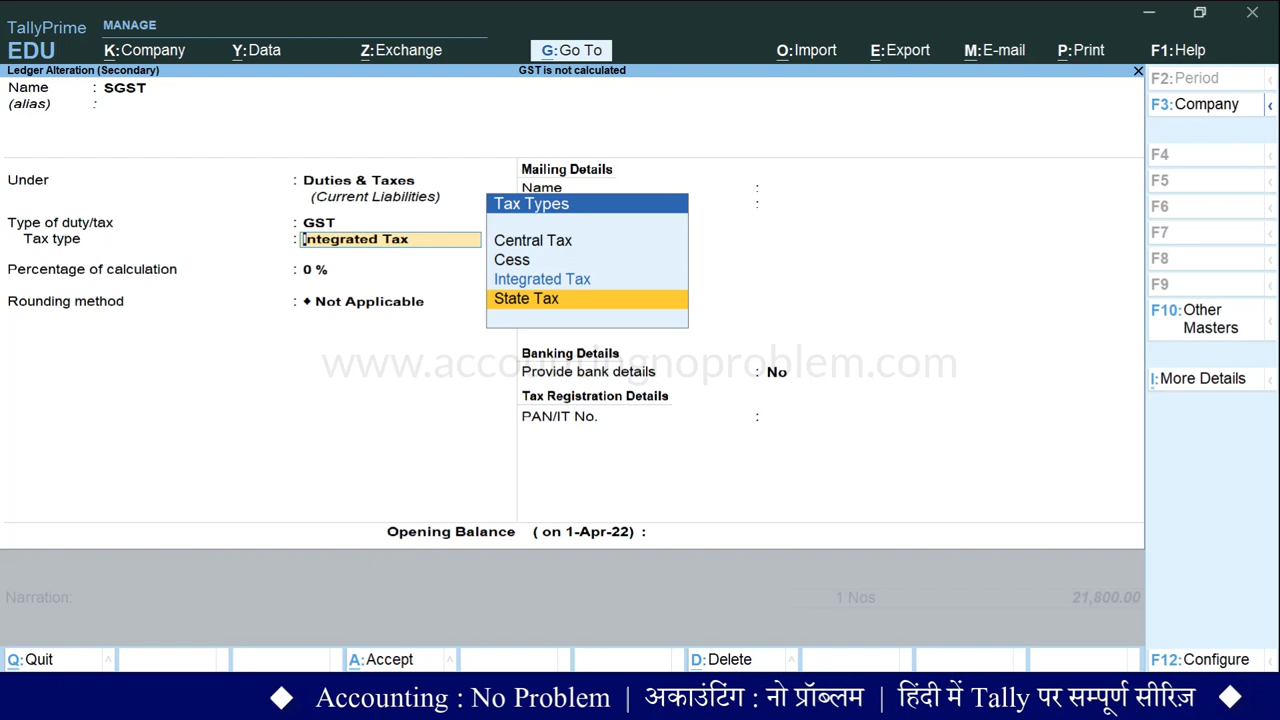 TallyPrime
EDU
MANAGE
K:Company
Y:Data
Z:Exchange
G:Go To
O:Import
E:Export
M:E-mail
P:Print
F1:Help
Ledger Alteration (Secondary)
GST is not calculated
Name : SGST
(alias) :
Under : Duties & Taxes
(Current Liabilities)
Type of duty/tax : GST
Tax type : Integrated Tax
Percentage of calculation : 0 %
Rounding method : ♦ Not Applicable
Mailing Details
Name :
:
Tax Types
Central Tax
Cess
Integrated Tax
State Tax
Banking Details
Provide bank details : No
Tax Registration Details
PAN/IT No. :
www.accountingnoproblem.com
Opening Balance ( on 1-Apr-22) :
Narration:
1 Nos
21,800.00
F2:Period
F3:Company
F4
F5
F6
F7
F8
F9
F10:Other
Masters
I:More Details
Q:Quit
A:Accept
D:Delete
F12:Configure
◆ Accounting : No Problem | अकाउंटिंग : नो प्रॉब्लम | हिंदी में Tally पर सम्पूर्ण सीरिज़ ◆